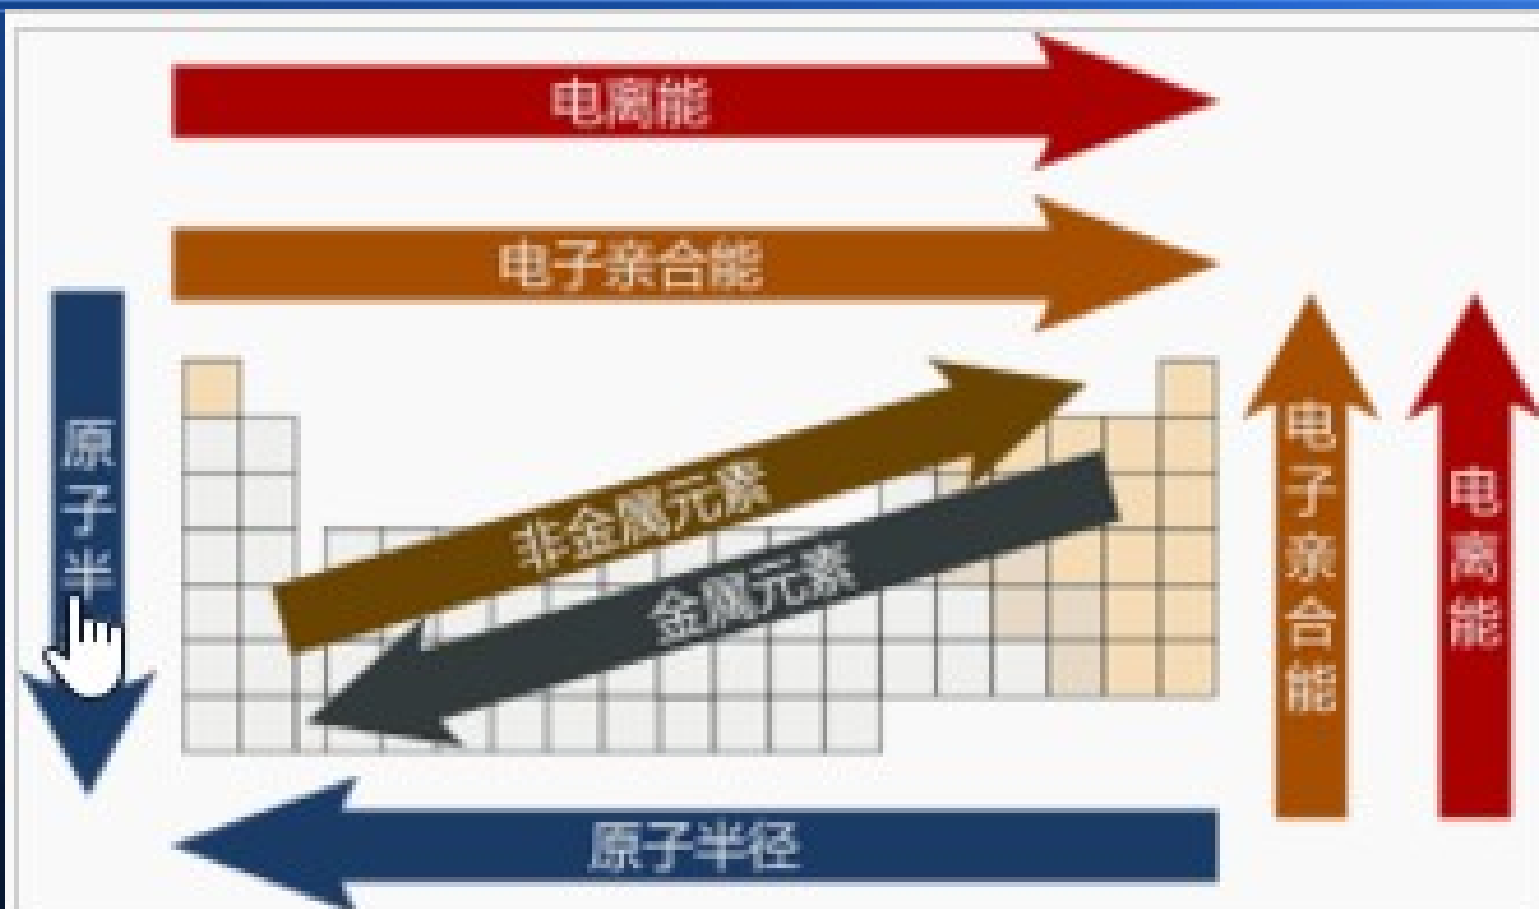 电离能
电子亲合能
原子半
非金属元素
金属元素
电子亲合能
电离能
原子半径